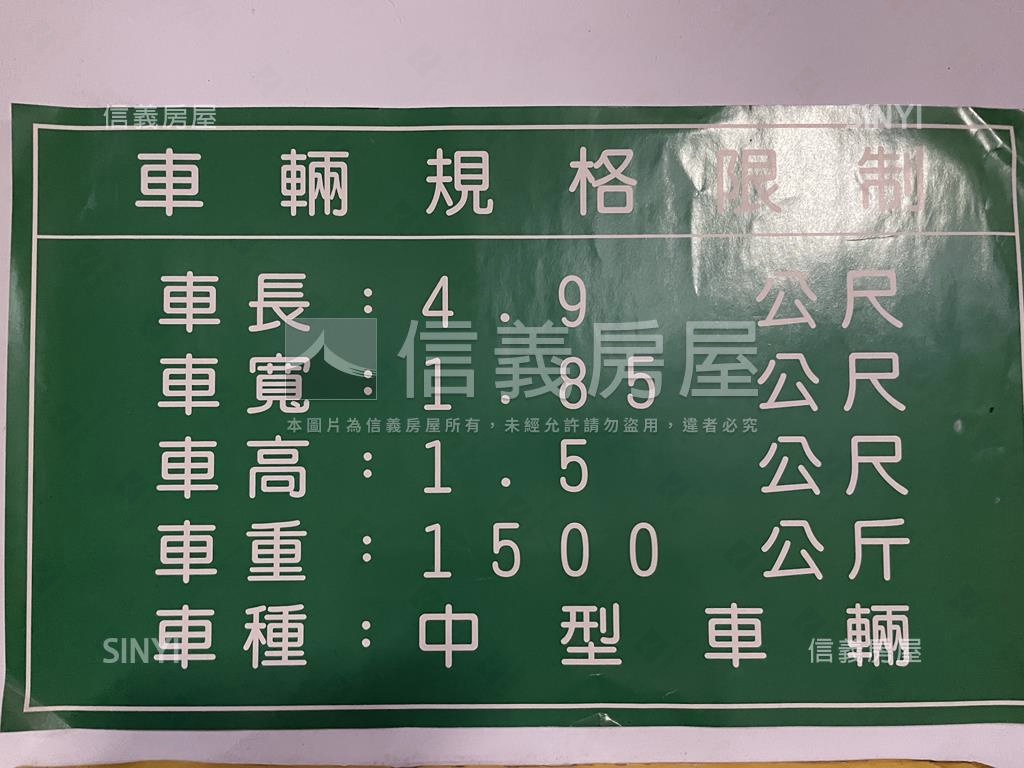 信義房屋 SINYI
車輛規格限制
車長：4.9 公尺
車寬：1.85 公尺
信義房屋
本圖片為信義房屋所有，未經允許請勿盜用，違者必究
車高：1.5 公尺
車重：1500 公斤
車種：中型車輛
SINYI 信義房屋